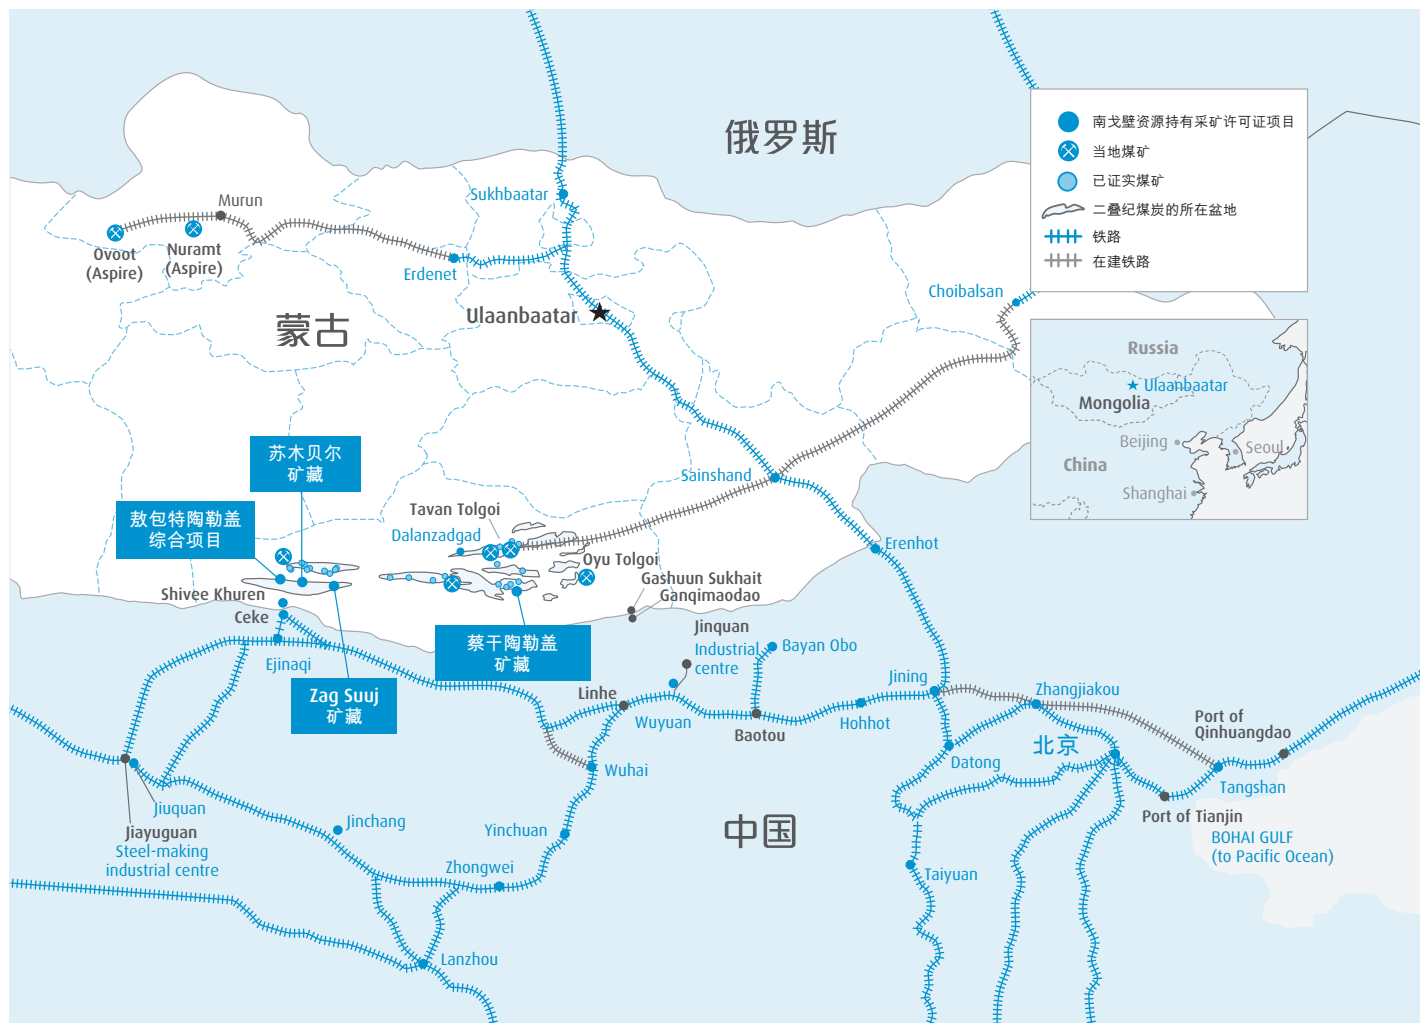 俄罗斯
南戈壁资源持有采矿许可证项目
当地煤矿
已证实煤矿
二叠纪煤炭的所在盆地
铁路
在建铁路
Sukhbaatar
Murun
Ovoot
(Aspire)
Nuramt
(Aspire)
Erdenet
Choibalsan
Ulaanbaatar
蒙古
Russia
Ulaanbaatar
Mongolia
Beijing
Seoul
China
Shanghai
苏木贝尔
矿藏
敖包特陶勒盖
综合项目
Sainshand
Tavan Tolgoi
Dalanzadgad
Erenhot
Oyu Tolgoi
Gashuun Sukhait
Ganqimaodao
Shivee Khuren
Ceke
Ejinaqi
蔡干陶勒盖
矿藏
Jinquan
Industrial
centre
Bayan Obo
Zag Suuj
矿藏
Linhe
Wuyuan
Baotou
Hohhot
Jining
Zhangjiakou
Port of
Qinhuangdao
北京
Datong
Tangshan
Wuhai
Jiuquan
Jiayuguan
Steel-making
industrial centre
Jinchang
Yinchuan
中国
Port of Tianjin
BOHAI GULF
(to Pacific Ocean)
Zhongwei
Taiyuan
Lanzhou